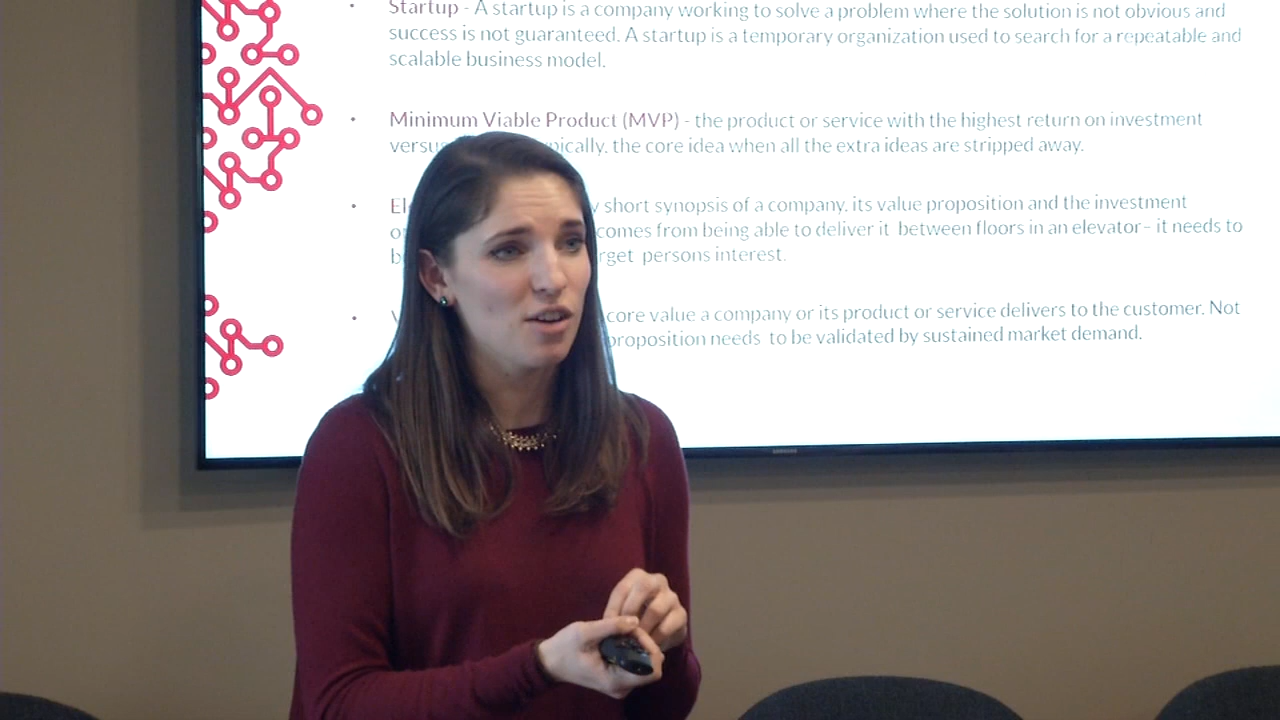 Startup - A startup is a company working to solve a problem where the solution is not obvious and
success is not guaranteed. A startup is a temporary organization used to search for a repeatable and
scalable business model.
Minimum Viable Product (MVP) - the product or service with the highest return on investment
the core idea when all the extra ideas are stripped away.
short synopsis of a company, its value proposition and the investment
comes from being able to deliver it between floors in an elevator- it needs to
persons interest.
core value a company or its product or service delivers to the customer. Not
proposition needs to be validated by sustained market demand.
SAMSUNG